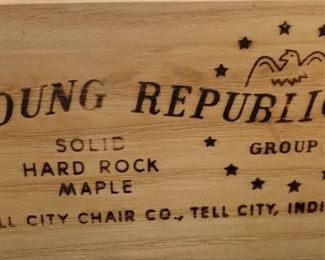 OUNG REPUBLIC
SOLID
HARD ROCK
MAPLE
GROUP
LL CITY CHAIR CO., TELL CITY, INDI